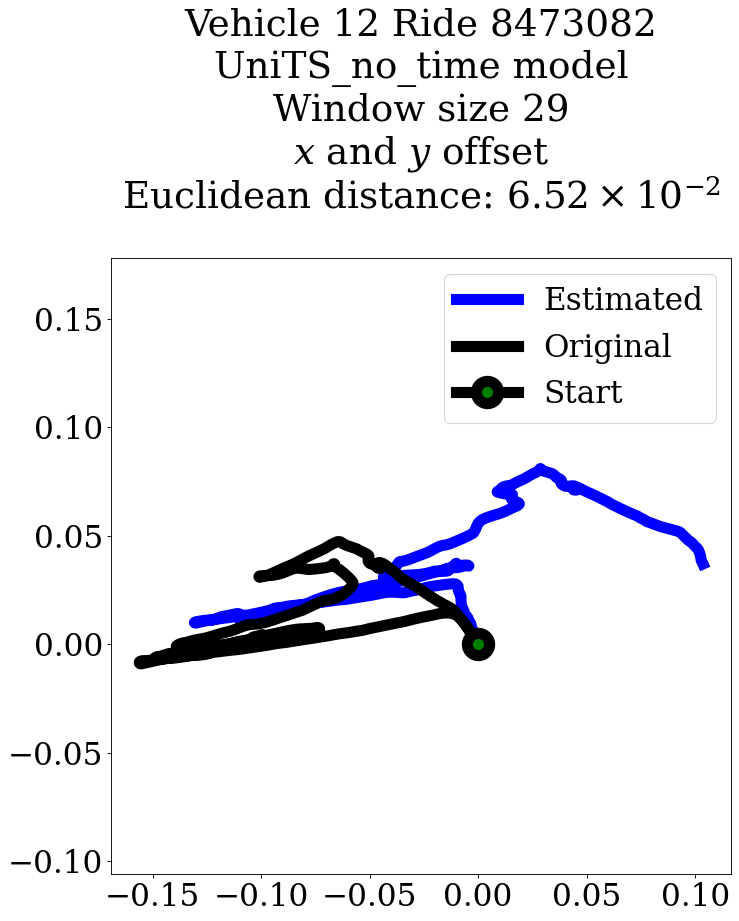 Vehicle 12 Ride 8473082
UniTS_no_time model
Window size 29
x and y offset
Euclidean distance: 6.52 × 10⁻²
Estimated
Original
Start
0.15
0.10
0.05
0.00
−0.05
−0.10
−0.15 −0.10 −0.05 0.00 0.05 0.10